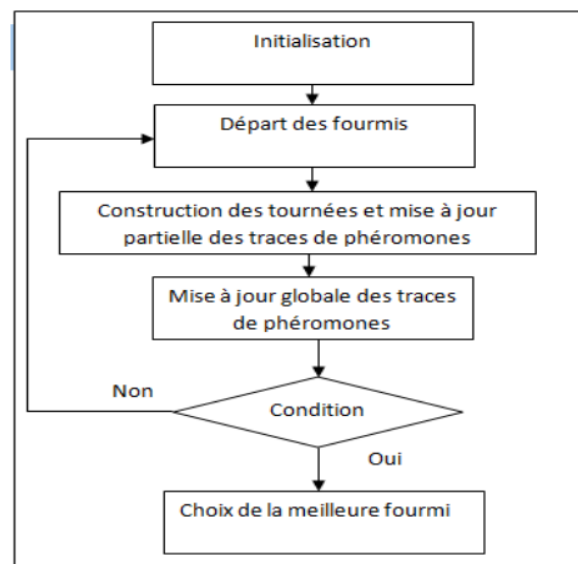 Initialisation
Départ des fourmis
Construction des tournées et mise à jour
partielle des traces de phéromones
Mise à jour globale des traces
de phéromones
Non
Condition
Oui
Choix de la meilleure fourmi